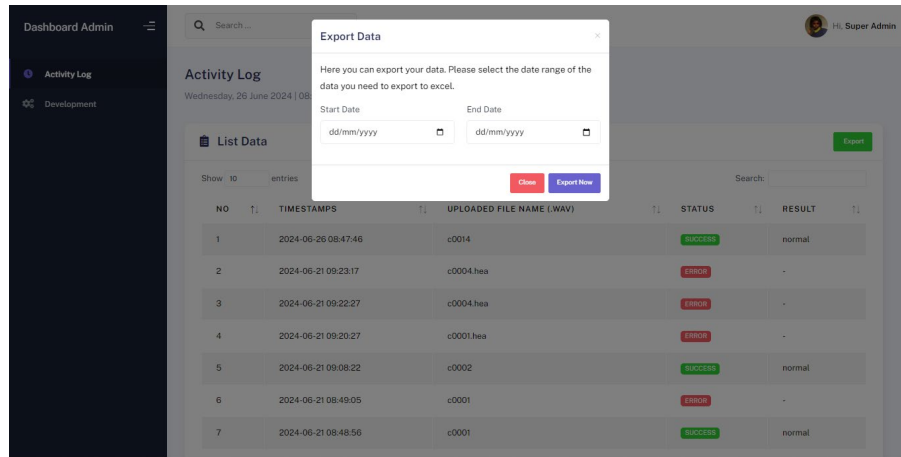 Dashboard Admin
Search ...
Hi, Super Admin
Activity Log
Development
Activity Log
Wednesday, 26 June 2024 | 08:
Export Data
×
Here you can export your data. Please select the date range of the
data you need to export to excel.
Start Date End Date
dd/mm/yyyy dd/mm/yyyy
Close Export Now
List Data
Export
Show 10 entries Search:
NO TIMESTAMPS UPLOADED FILE NAME (.WAV) STATUS RESULT
1 2024-06-26 08:47:46 c0014 SUCCESS normal
2 2024-06-21 09:23:17 c0004.hea ERROR -
3 2024-06-21 09:22:27 c0004.hea ERROR -
4 2024-06-21 09:20:27 c0001.hea ERROR -
5 2024-06-21 09:08:22 c0002 SUCCESS normal
6 2024-06-21 08:49:05 c0001 ERROR -
7 2024-06-21 08:48:56 c0001 SUCCESS normal